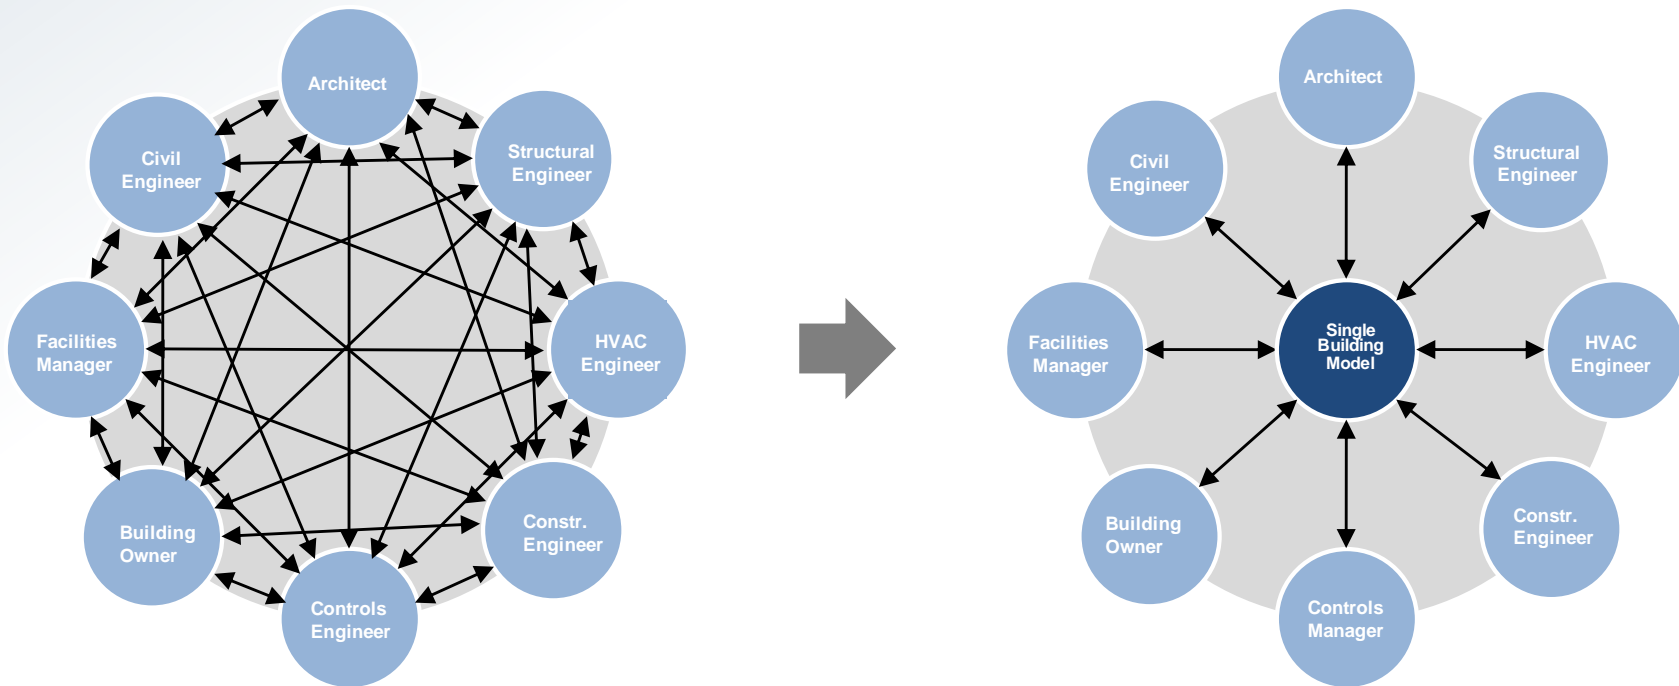 Architect
Structural
Engineer
HVAC
Engineer
Constr.
Engineer
Controls
Engineer
Building
Owner
Facilities
Manager
Civil
Engineer
Architect
Structural
Engineer
HVAC
Engineer
Constr.
Engineer
Controls
Manager
Building
Owner
Facilities
Manager
Civil
Engineer
Single
Building
Model